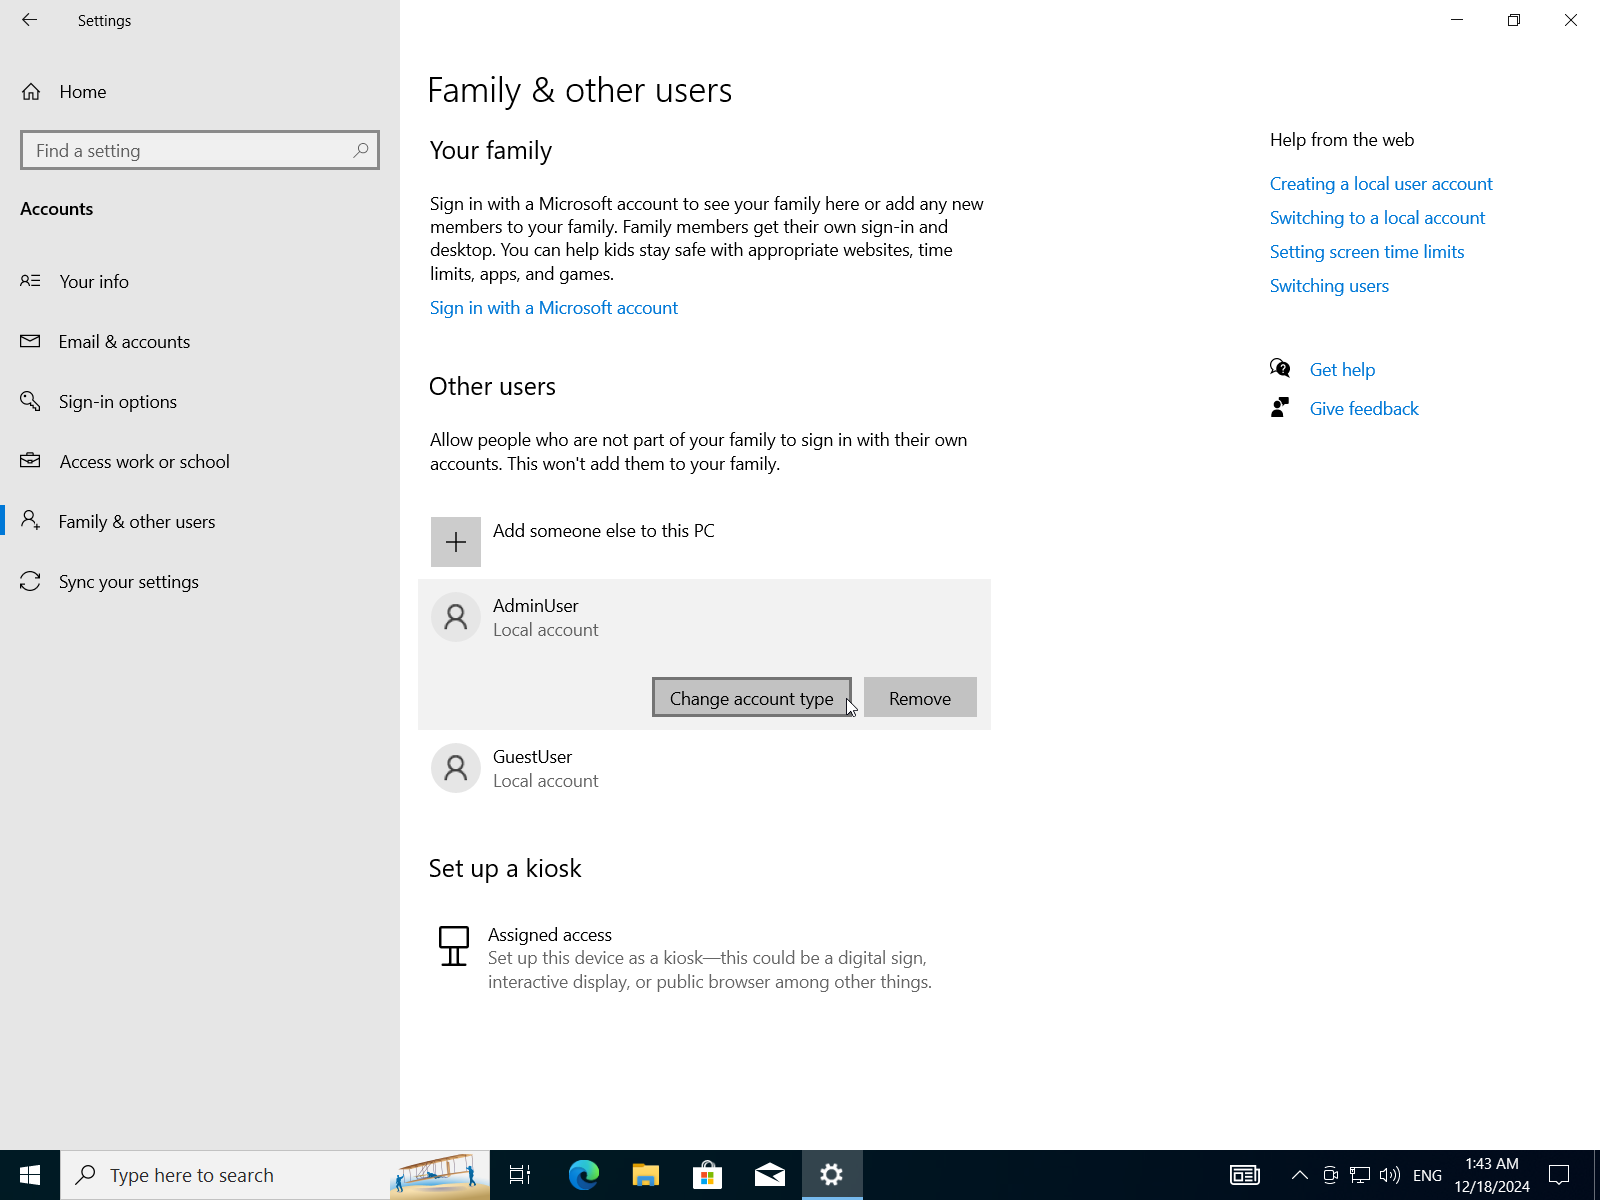 Settings
Home
Find a setting
Accounts
Your info
Email & accounts
Sign-in options
Access work or school
Family & other users
Sync your settings
Family & other users
Your family
Sign in with a Microsoft account to see your family here or add any new
members to your family. Family members get their own sign-in and
desktop. You can help kids stay safe with appropriate websites, time
limits, apps, and games.
Sign in with a Microsoft account
Other users
Allow people who are not part of your family to sign in with their own
accounts. This won't add them to your family.
Add someone else to this PC
AdminUser
Local account
Change account type
Remove
GuestUser
Local account
Set up a kiosk
Assigned access
Set up this device as a kiosk—this could be a digital sign,
interactive display, or public browser among other things.
Help from the web
Creating a local user account
Switching to a local account
Setting screen time limits
Switching users
Get help
Give feedback
Type here to search
ENG
1:43 AM
12/18/2024